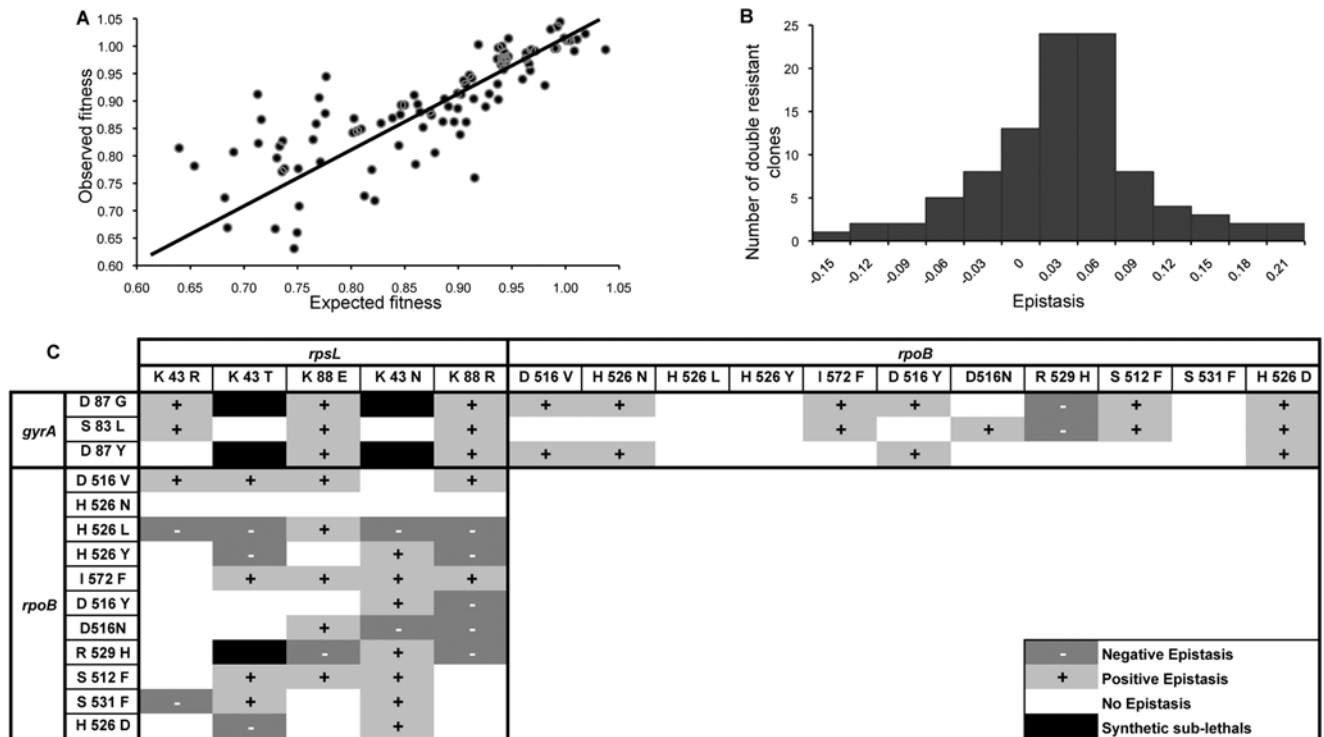 A
1.05
1.00
0.95
0.90
0.85
0.80
0.75
0.70
0.65
0.60
Observed fitness
0.60 0.65 0.70 0.75 0.80 0.85 0.90 0.95 1.00 1.05
Expected fitness
B
25
20
15
10
5
0
Number of double resistant
clones
-0.15 -0.12 -0.09 -0.06 -0.03 0 0.03 0.06 0.09 0.12 0.15 0.18 0.21
Epistasis
C
rpsL rpoB
K 43 R K 43 T K 88 E K 43 N K 88 R D 516 V H 526 N H 526 L H 526 Y I 572 F D 516 Y D516N R 529 H S 512 F S 531 F H 526 D
gyrA
D 87 G + + + + + + + - + +
S 83 L + + + + + - + +
D 87 Y + + + + + +
rpoB
D 516 V + + + +
H 526 N
H 526 L - - + - -
H 526 Y - + -
I 572 F + + + +
D 516 Y + -
D516N + - -
R 529 H - + -
S 512 F + + +
S 531 F - + +
H 526 D - +
- Negative Epistasis
+ Positive Epistasis
No Epistasis
Synthetic sub-lethals